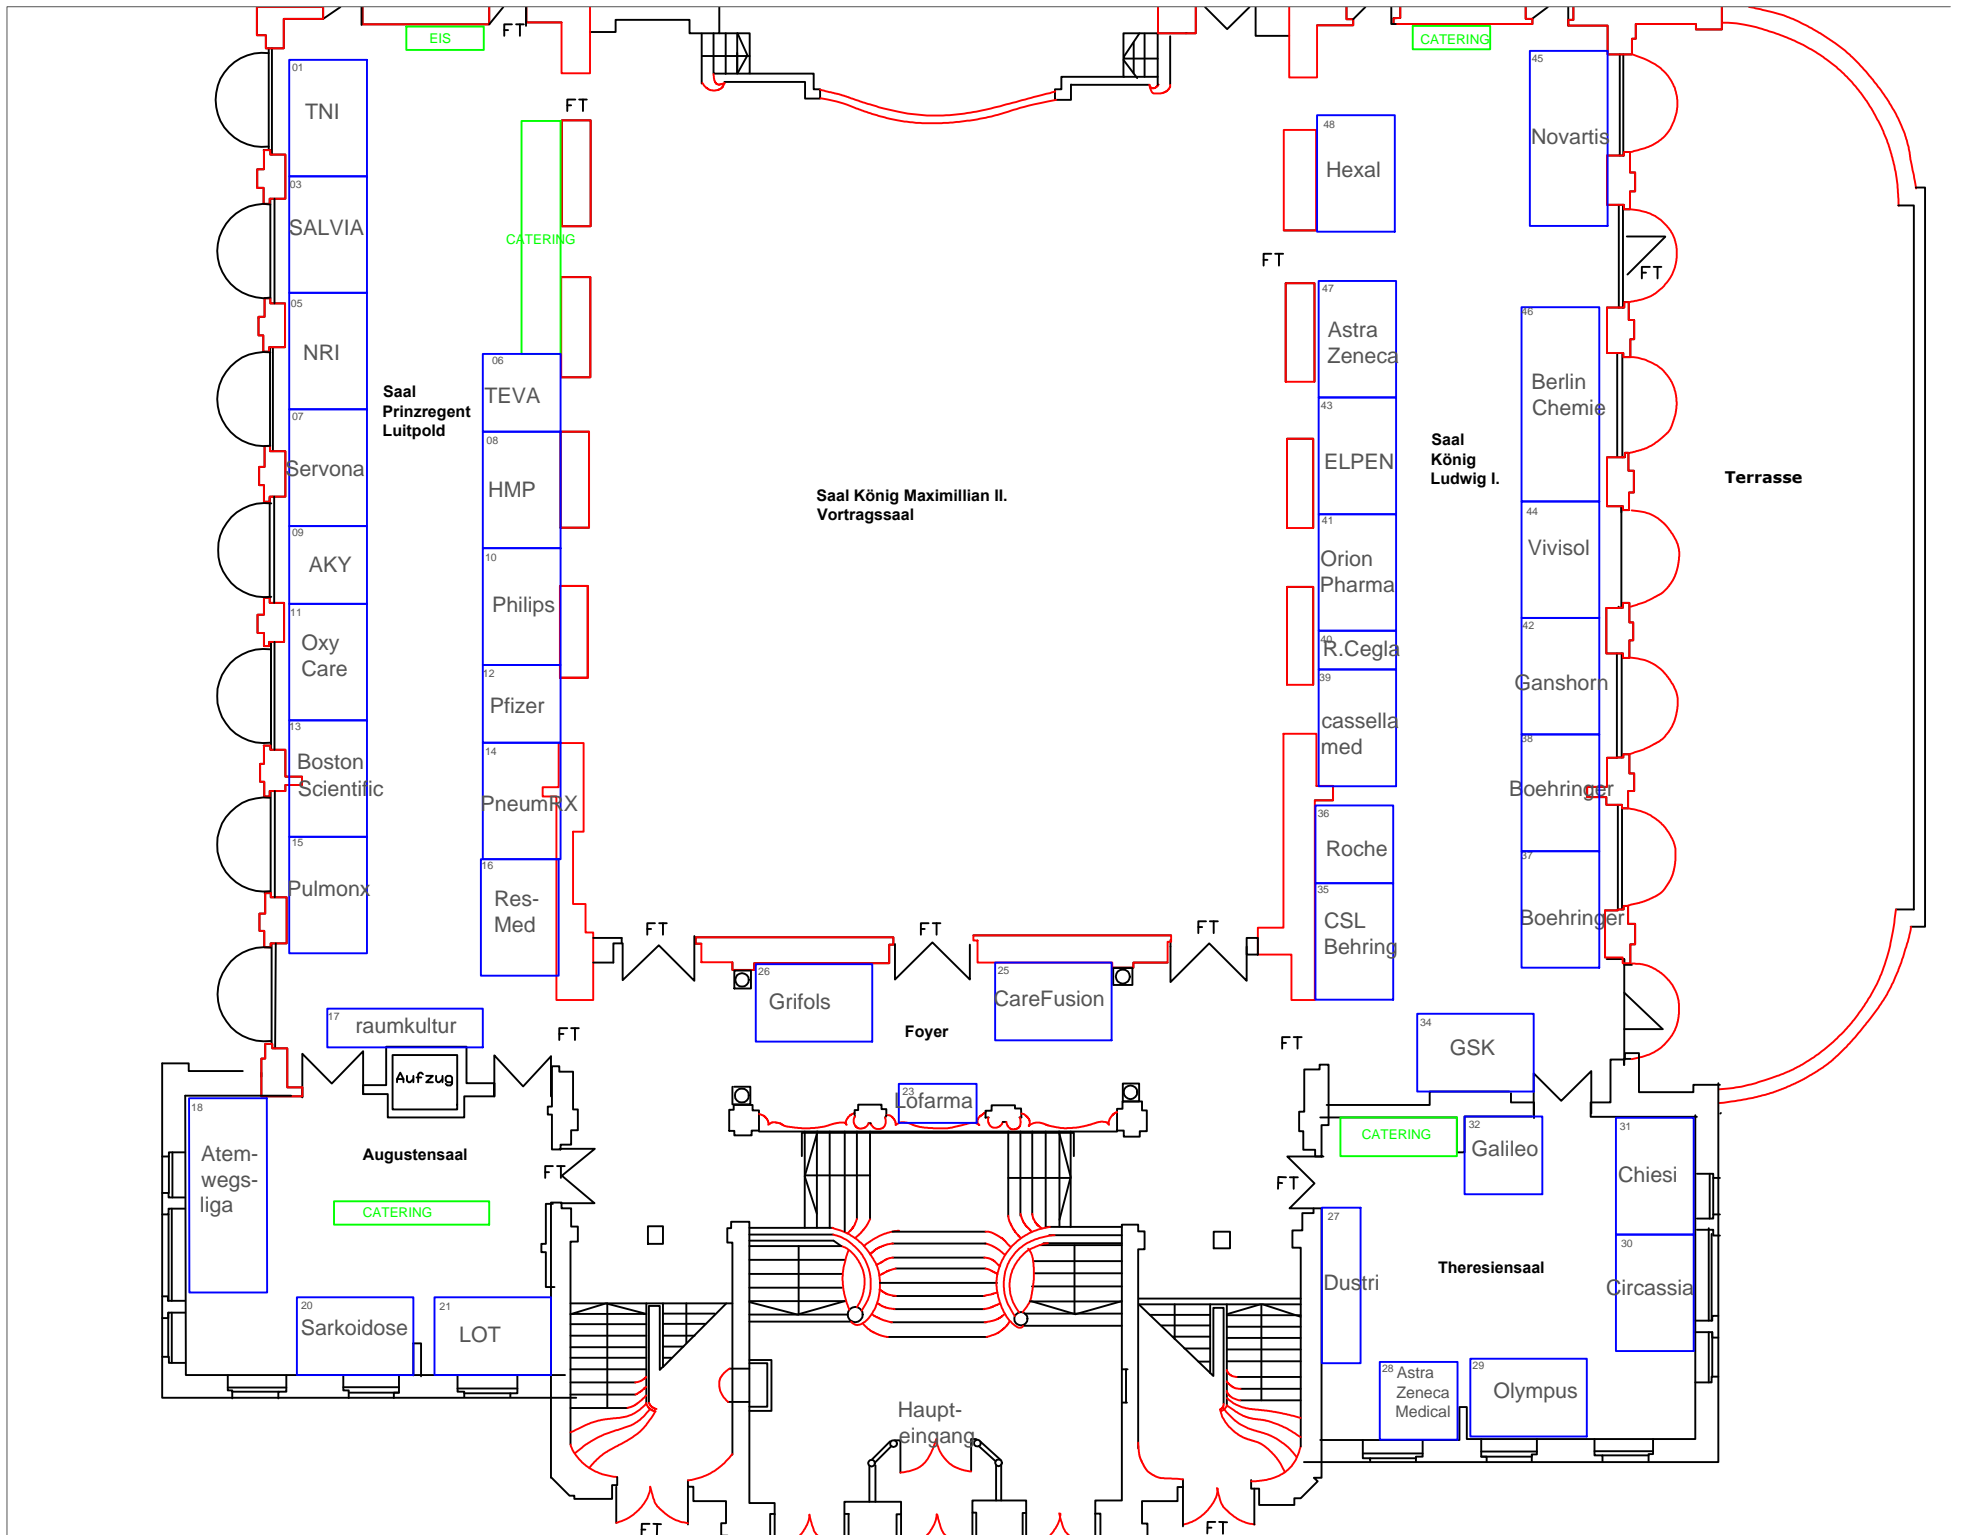 EIS
FT
CATERING
01
TNI
03
SALVIA
05
NRI
07
Servona
09
AKY
11
Oxy
Care
13
Boston
Scientific
15
Pulmonx
Saal
Prinzregent
Luitpold
FT
CATERING
06
TEVA
08
HMP
10
Philips
12
Pfizer
14
PneumRX
16
Res-
Med
17
raumkultur
Saal König Maximillian II.
Vortragssaal
FT
48
Hexal
FT
47
Astra
Zeneca
43
ELPEN
41
Orion
Pharma
40
R.Cegla
39
cassella
med
36
Roche
35
CSL
Behring
Saal
König
Ludwig I.
45
Novartis
FT
46
Berlin
Chemie
44
Vivisol
42
Ganshorn
38
Boehringer
37
Boehringer
Terrasse
FT
FT
FT
26
Grifols
25
CareFusion
Foyer
FT
FT
34
GSK
Aufzug
23
Lofarma
18
Atem-
wegs-
liga
Augustensaal
FT
CATERING
20
Sarkoidose
21
LOT
CATERING
32
Galileo
31
Chiesi
FT
27
Dustri
Theresiensaal
30
Circassia
28
Astra
Zeneca
Medical
29
Olympus
Haupt-
eingang
FT
FT